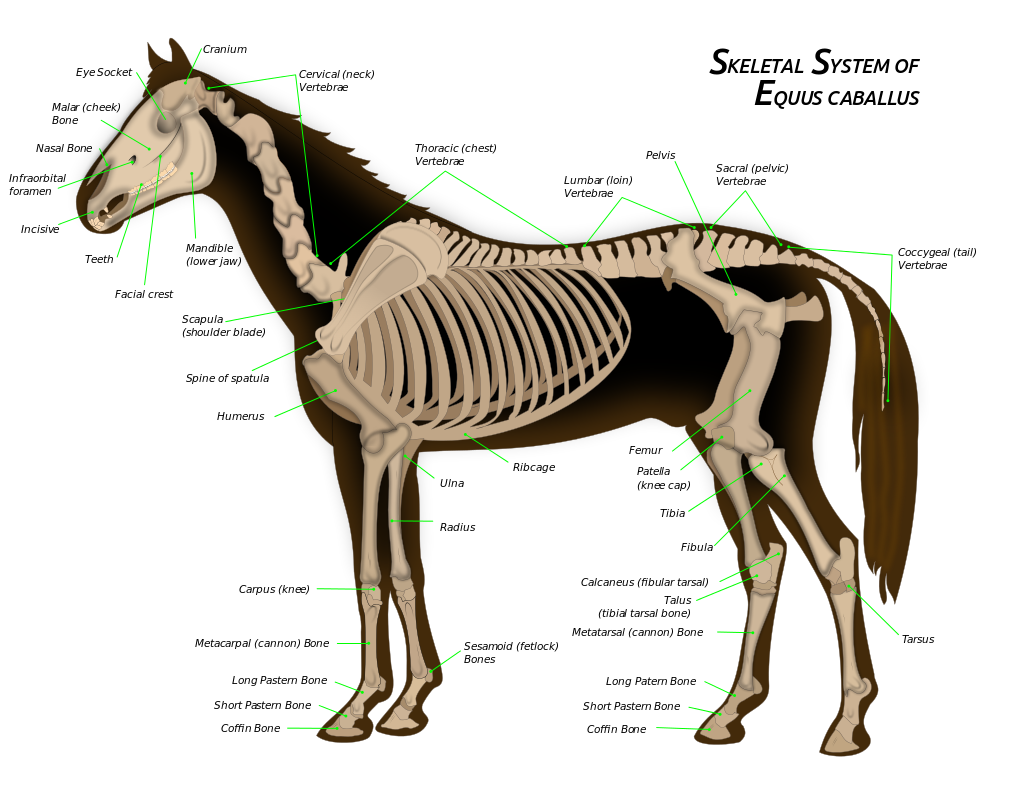 SKELETAL SYSTEM OF
EQUUS CABALLUS
Cranium
Eye Socket
Cervical (neck)
Vertebrae
Malar (cheek)
Bone
Nasal Bone
Infraorbital
foramen
Incisive
Teeth
Mandible
(lower jaw)
Facial crest
Thoracic (chest)
Vertebrae
Pelvis
Lumbar (loin)
Vertebrae
Sacral (pelvic)
Vertebrae
Coccygeal (tail)
Vertebrae
Scapula
(shoulder blade)
Spine of spatula
Humerus
Ribcage
Ulna
Radius
Femur
Patella
(knee cap)
Tibia
Fibula
Carpus (knee)
Calcaneus (fibular tarsal)
Talus
(tibial tarsal bone)
Metatarsal (cannon) Bone
Tarsus
Metacarpal (cannon) Bone
Sesamoid (fetlock)
Bones
Long Pastern Bone
Short Pastern Bone
Coffin Bone
Long Patern Bone
Short Pastern Bone
Coffin Bone